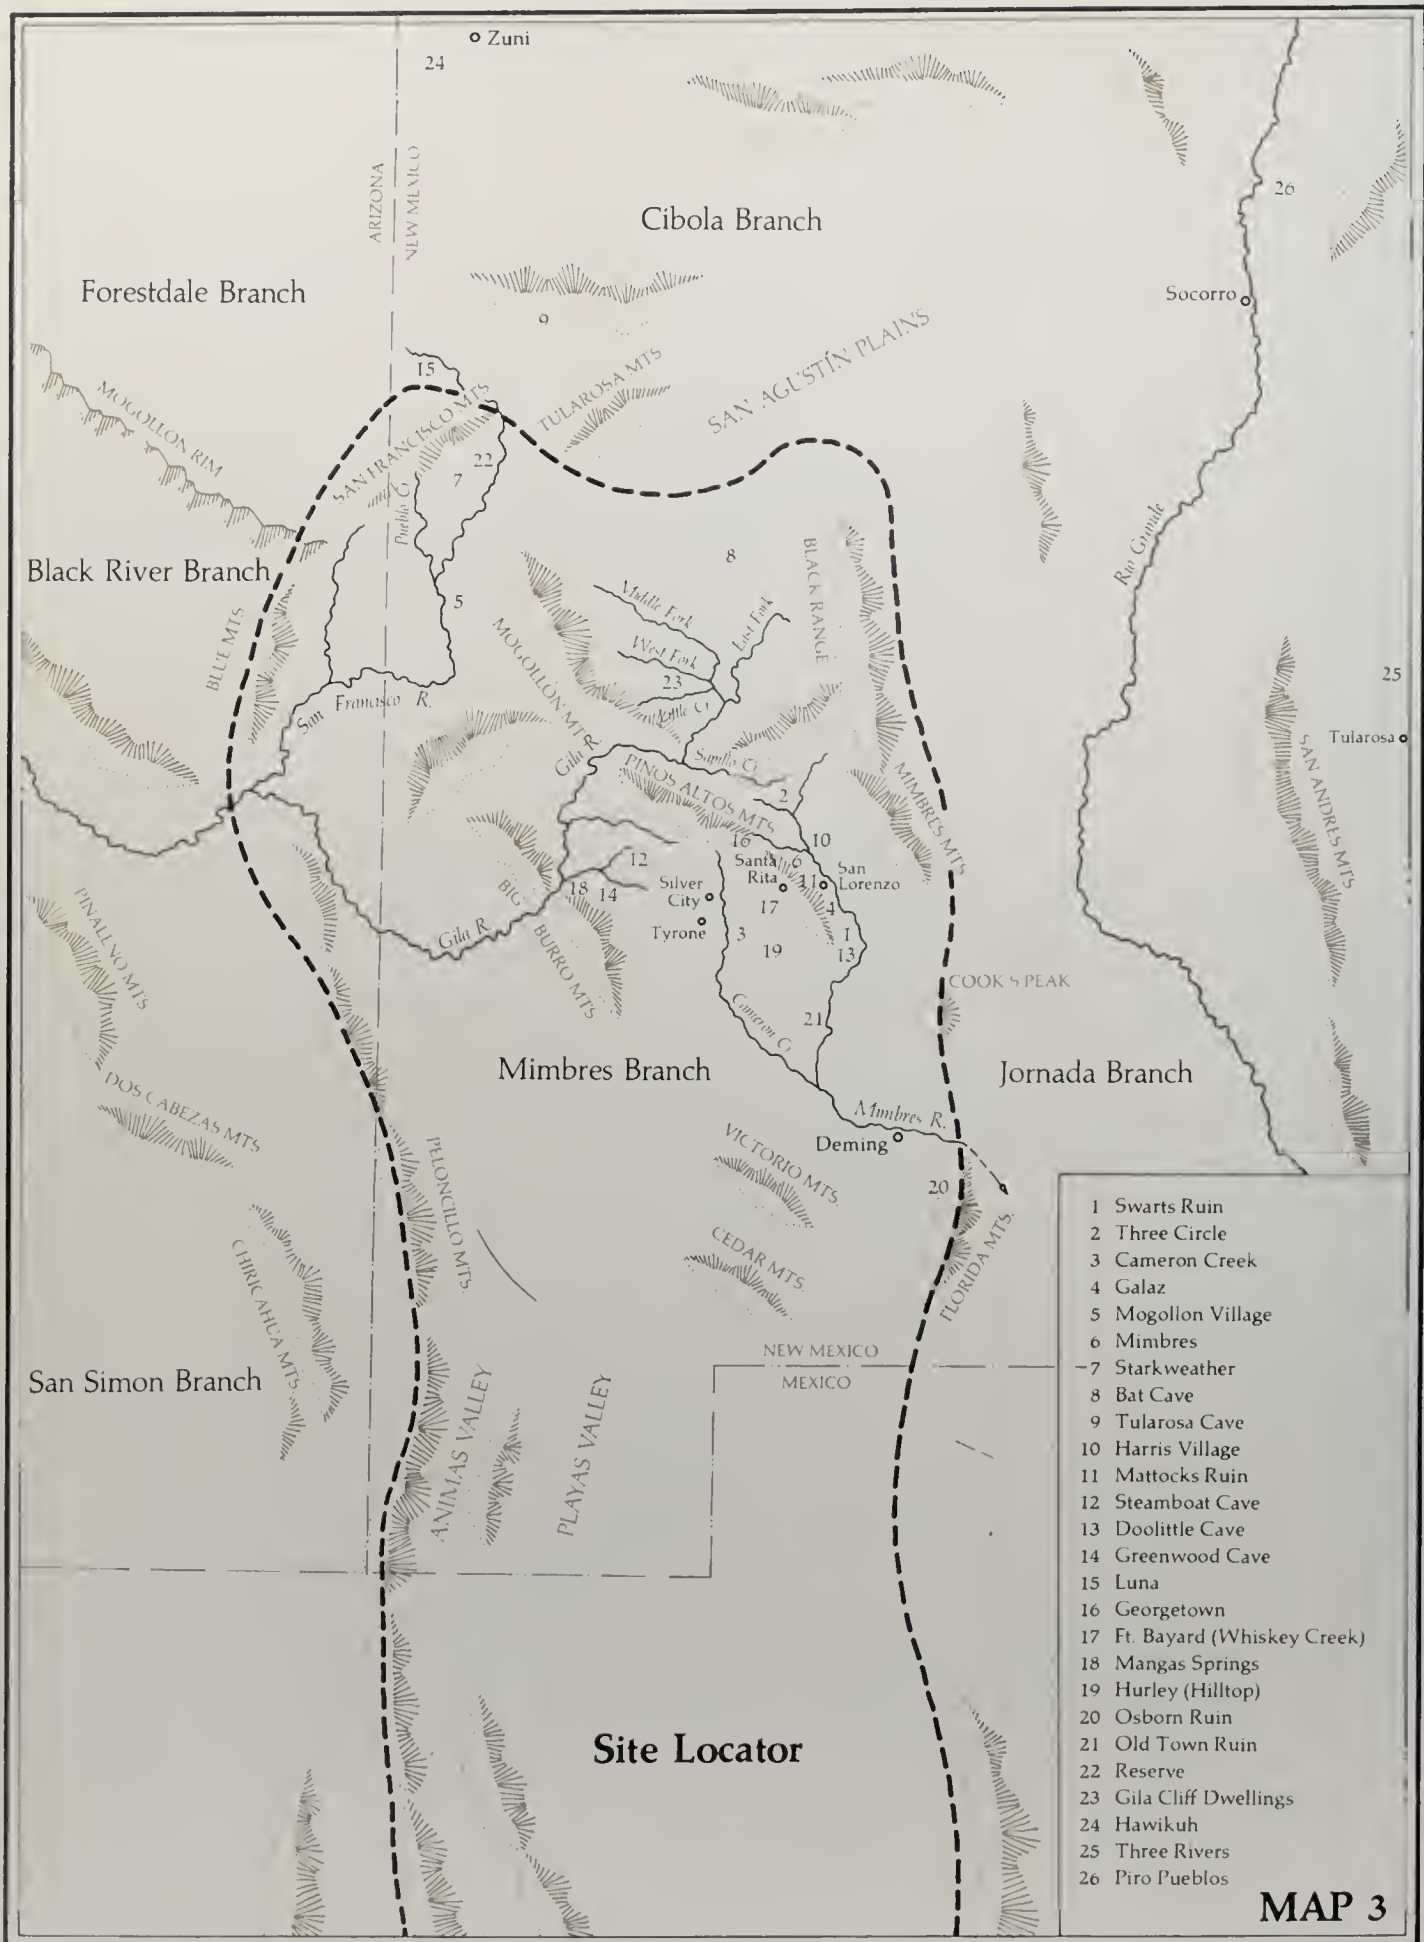 Zuni
24
ARIZONA
NEW MEXICO
Cibola Branch
26
Forestdale Branch
Socorro
9
15
MOGOLLON RIM
SAN FRANCISCO MTS
TULAROSA MTS
SAN AGUSTÍN PLAINS
22
7
Pueblo C.
Rio Grande
Black River Branch
8
BLACK RANGE
5
Middle Fork
West Fork
East Fork
23
Little C.
BLUE MTS
MOGOLLON MTS
San Francisco R.
25
Tularosa
SAN ANDRES MTS
Gila R.
Sapillo C.
PINOS ALTOS MTS
2
MIMBRES MTS
16
10
Santa Rita
6
San Lorenzo
11
12
18
14
Silver City
17
4
Tyrone
3
1
19
13
BIG BURRO MTS
Gila R.
PINALENO MTS
COOK'S PEAK
21
Cameron C.
Mimbres Branch
Jornada Branch
DOS CABEZAS MTS
Mimbres R.
Deming
PELONCILLO MTS.
VICTORIO MTS.
20
CEDAR MTS.
FLORIDA MTS.
CHIRICAHUA MTS.
NEW MEXICO
MEXICO
San Simon Branch
ANIMAS VALLEY
PLAYAS VALLEY
Site Locator
1 Swarts Ruin
2 Three Circle
3 Cameron Creek
4 Galaz
5 Mogollon Village
6 Mimbres
7 Starkweather
8 Bat Cave
9 Tularosa Cave
10 Harris Village
11 Mattocks Ruin
12 Steamboat Cave
13 Doolittle Cave
14 Greenwood Cave
15 Luna
16 Georgetown
17 Ft. Bayard (Whiskey Creek)
18 Mangas Springs
19 Hurley (Hilltop)
20 Osborn Ruin
21 Old Town Ruin
22 Reserve
23 Gila Cliff Dwellings
24 Hawikuh
25 Three Rivers
26 Piro Pueblos
MAP 3